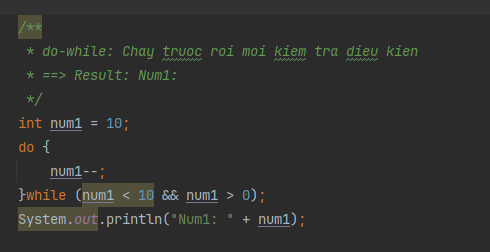 /**
 * do-while: Chay truoc roi moi kiem tra dieu kien
 * ==> Result: Num1:
 */
int num1 = 10;
do {
    num1--;
}while (num1 < 10 && num1 > 0);
System.out.println("Num1: " + num1);